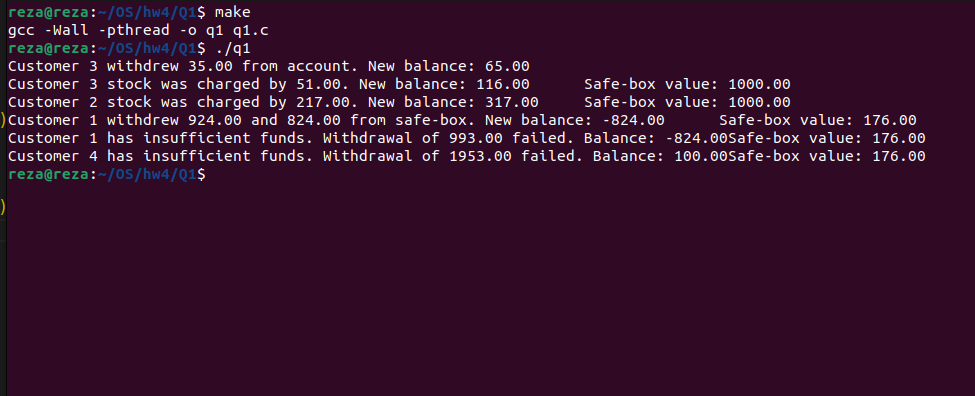 reza@reza:~/OS/hw4/Q1$ make
gcc -Wall -pthread -o q1 q1.c
reza@reza:~/OS/hw4/Q1$ ./q1
Customer 3 withdrew 35.00 from account. New balance: 65.00
Customer 3 stock was charged by 51.00. New balance: 116.00      Safe-box value: 1000.00
Customer 2 stock was charged by 217.00. New balance: 317.00     Safe-box value: 1000.00
Customer 1 withdrew 924.00 and 824.00 from safe-box. New balance: -824.00      Safe-box value: 176.00
Customer 1 has insufficient funds. Withdrawal of 993.00 failed. Balance: -824.00Safe-box value: 176.00
Customer 4 has insufficient funds. Withdrawal of 1953.00 failed. Balance: 100.00Safe-box value: 176.00
reza@reza:~/OS/hw4/Q1$
)
)